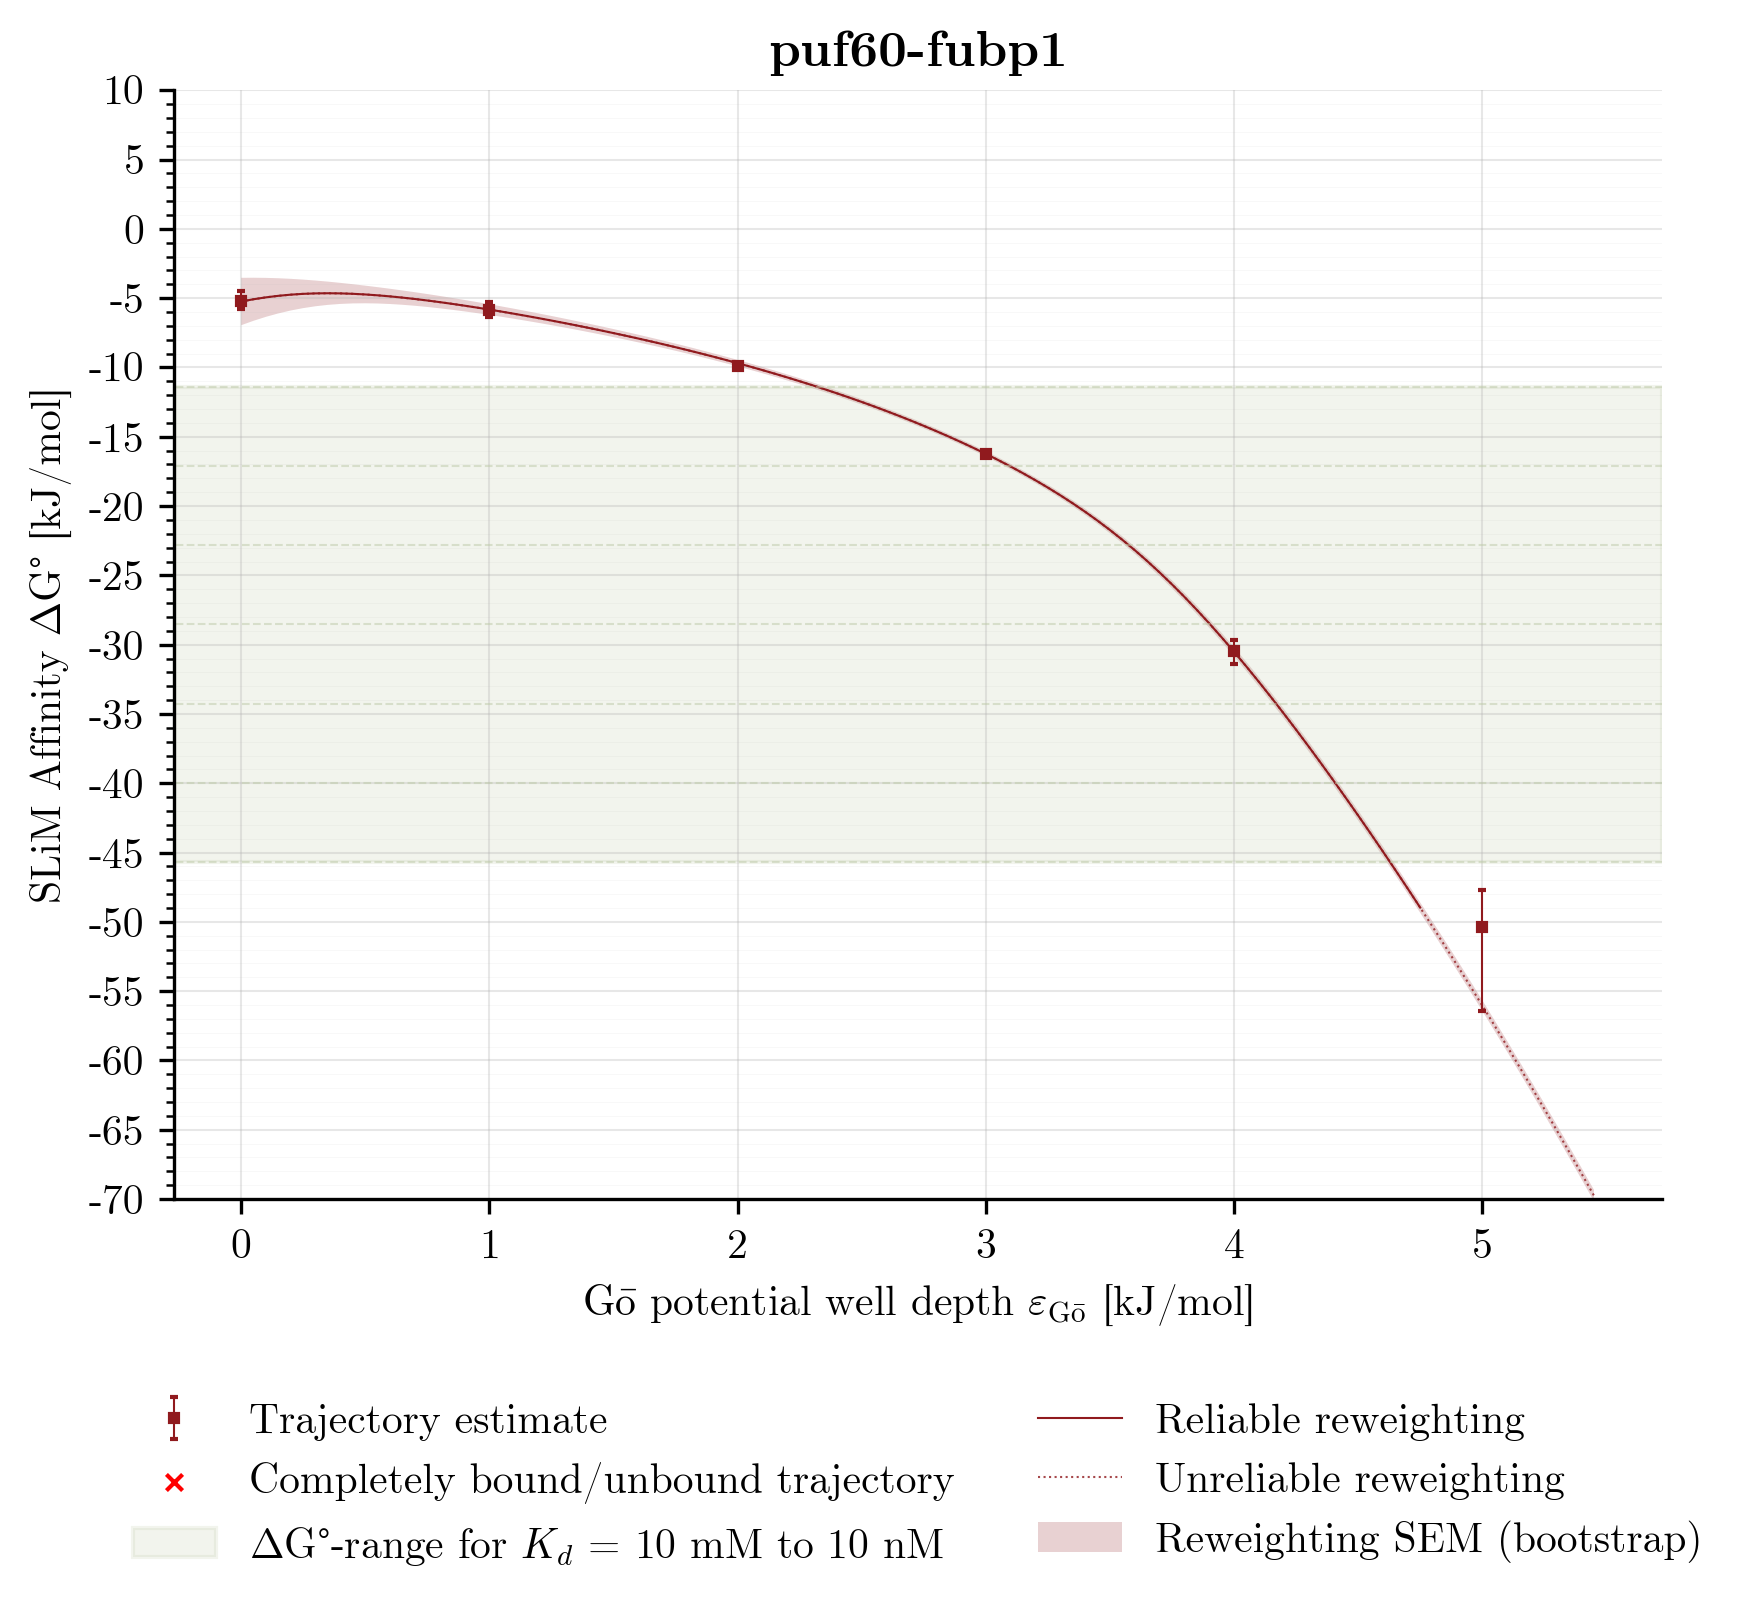 puf60-fubp1
10
5
0
-5
-10
-15
-20
-25
-30
-35
-40
-45
-50
-55
-60
-65
-70
SLiM Affinity ΔG° [kJ/mol]
0 1 2 3 4 5
Gō potential well depth ε_Gō [kJ/mol]
Trajectory estimate
Completely bound/unbound trajectory
ΔG°-range for K_d = 10 mM to 10 nM
Reliable reweighting
Unreliable reweighting
Reweighting SEM (bootstrap)